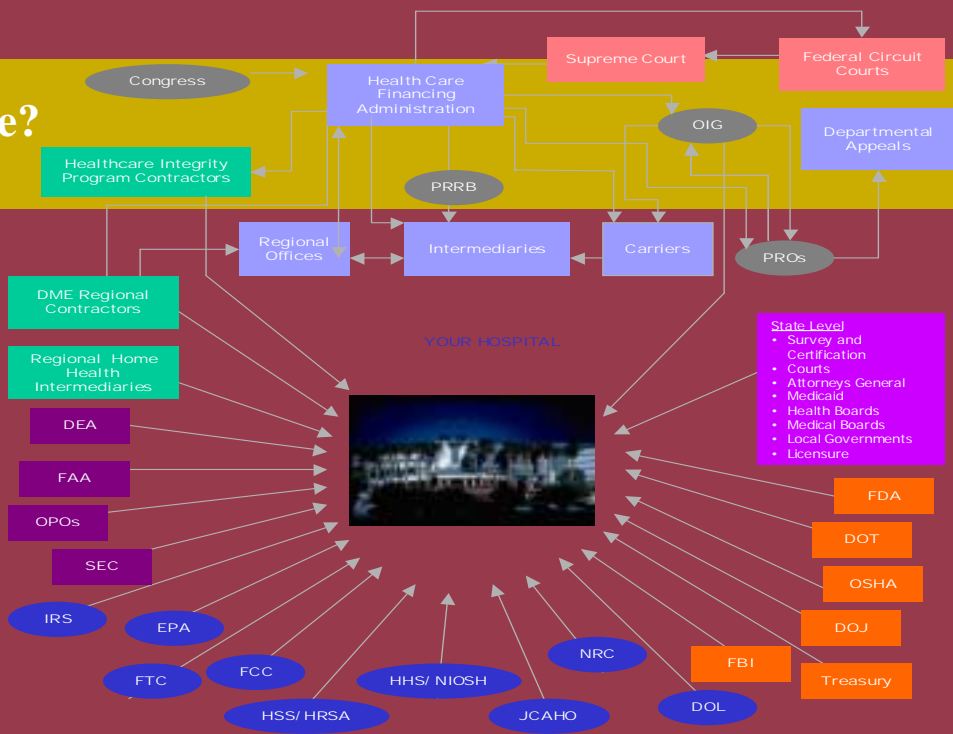 Supreme Court
Federal Circuit
Courts
Congress
Health Care
Financing
Administration
e?
OIG
Departmental
Appeals
Healthcare Integrity
Program Contractors
PRRB
Regional
Offices
Intermediaries
Carriers
PROs
DME Regional
Contractors
YOUR HOSPITAL
State Level
• Survey and
Certification
• Courts
• Attorneys General
• Medicaid
• Health Boards
• Medical Boards
• Local Governments
• Licensure
Regional Home
Health
Intermediaries
DEA
FAA
OPOs
SEC
IRS
EPA
FTC
FCC
HSS/HRSA
HHS/NIOSH
JCAHO
NRC
DOL
FBI
Treasury
DOJ
OSHA
DOT
FDA